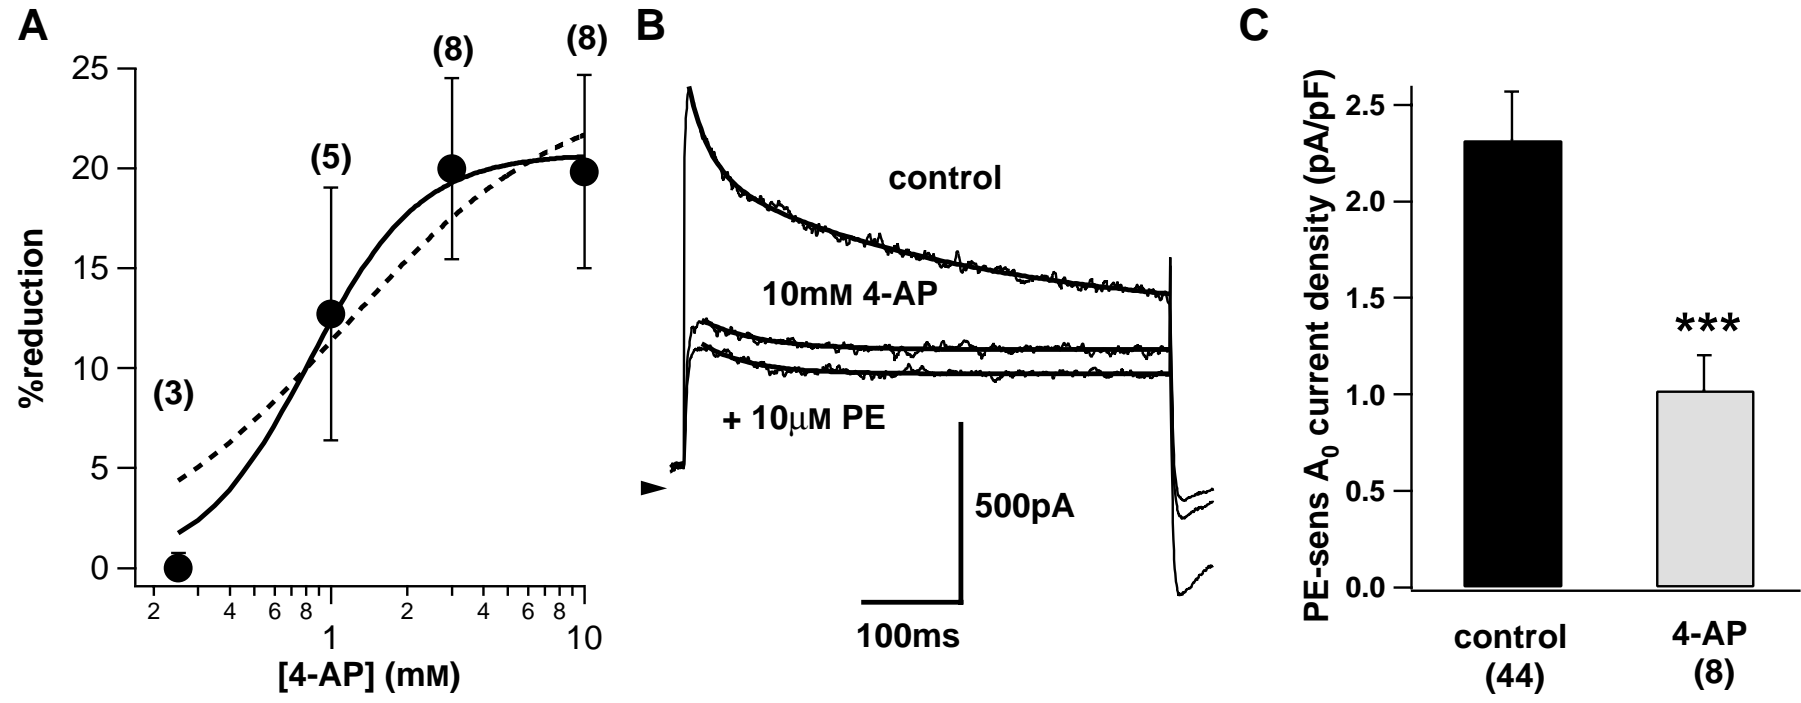 A
%reduction
25
20
15
10
5
0
(3)
(5)
(8)
(8)
2
4
6
8
1
2
4
6
8
10
[4-AP] (mM)
B
control
10mM 4-AP
+ 10μM PE
500pA
100ms
C
PE-sens A0 current density (pA/pF)
2.5
2.0
1.5
1.0
0.5
0.0
***
control
(44)
4-AP
(8)